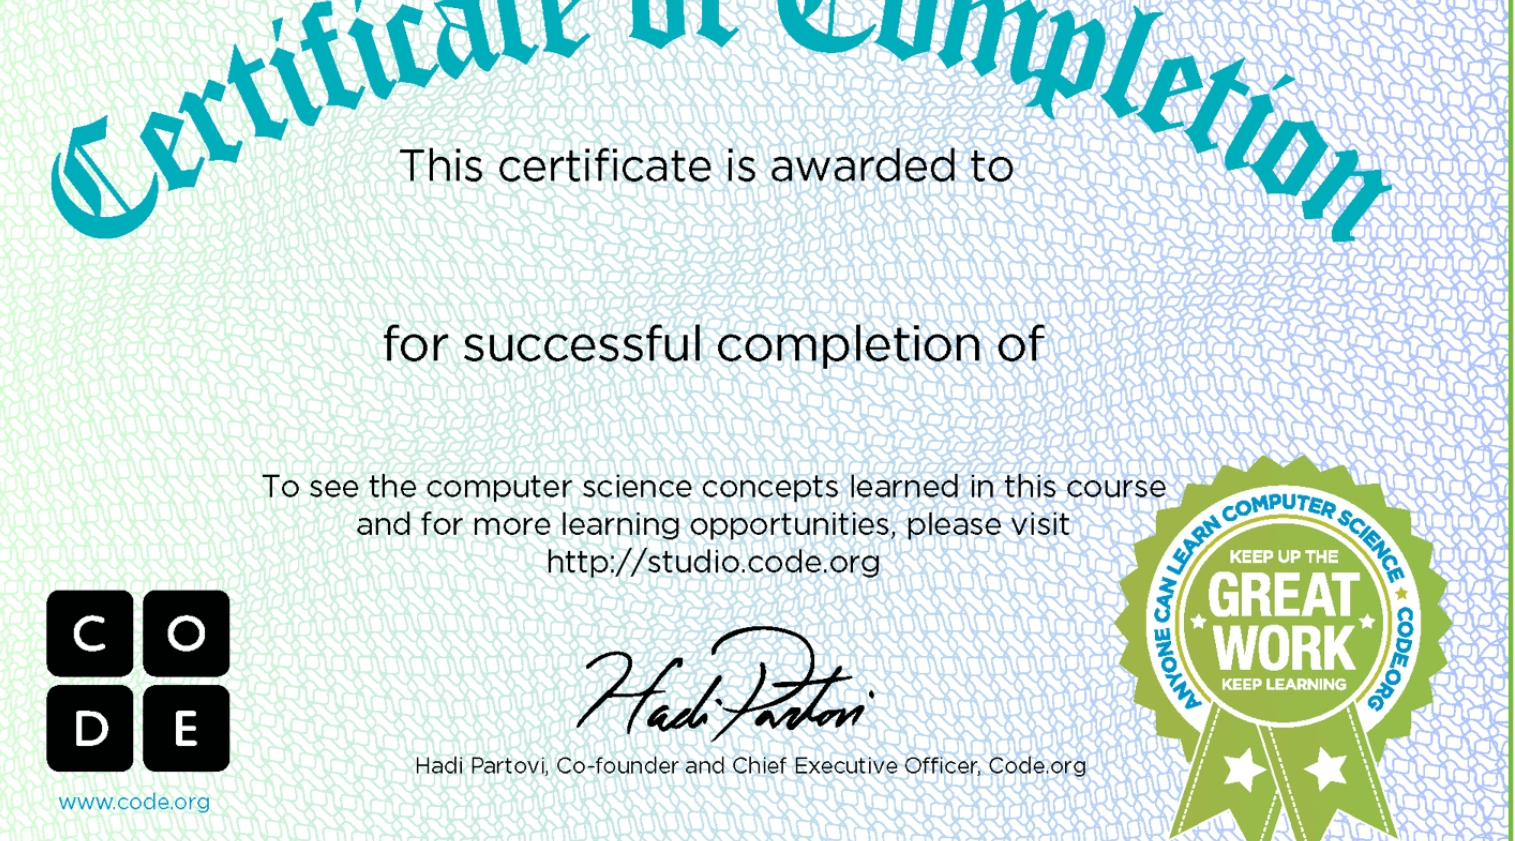 Certificate of Completion
This certificate is awarded to
for successful completion of
To see the computer science concepts learned in this course
and for more learning opportunities, please visit
http://studio.code.org
C O
D E
www.code.org
Hadi Partovi
Hadi Partovi, Co-founder and Chief Executive Officer, Code.org
ANYONE CAN LEARN COMPUTER SCIENCE ★ CODE.ORG
KEEP UP THE
GREAT
WORK
KEEP LEARNING